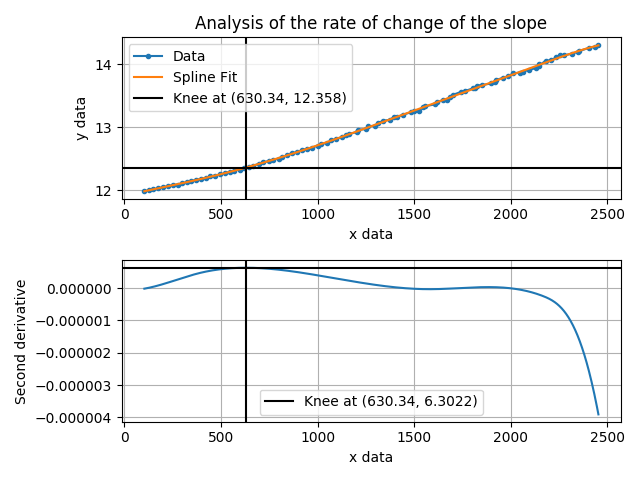 Analysis of the rate of change of the slope
Data
Spline Fit
Knee at (630.34, 12.358)
y data
14
13
12
0 500 1000 1500 2000 2500
x data
Second derivative
0.000000
−0.000001
−0.000002
−0.000003
−0.000004
Knee at (630.34, 6.3022)
0 500 1000 1500 2000 2500
x data